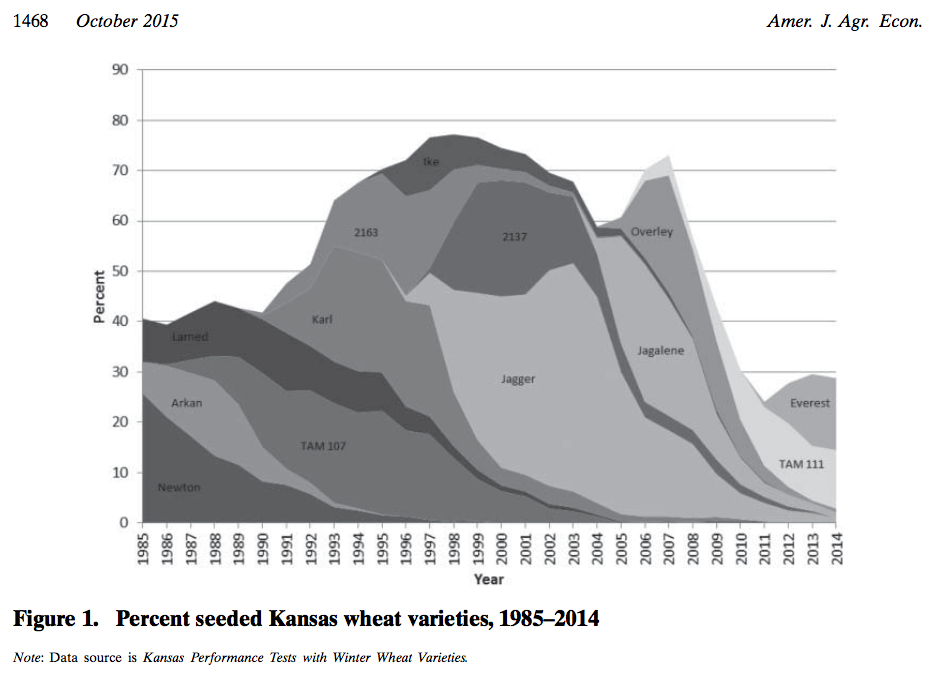 1468 October 2015 Amer. J. Agr. Econ.
90
80
70
60
50
40
30
20
10
0
Percent
Ike
2163
Overley
2137
Karl
Larned
Jagalene
Jagger
Arkan
Everest
TAM 107
TAM 111
Newton
1985 1986 1987 1988 1989 1990 1991 1992 1993 1994 1995 1996 1997 1998 1999 2000 2001 2002 2003 2004 2005 2006 2007 2008 2009 2010 2011 2012 2013 2014
Year
Figure 1. Percent seeded Kansas wheat varieties, 1985–2014
Note: Data source is Kansas Performance Tests with Winter Wheat Varieties.